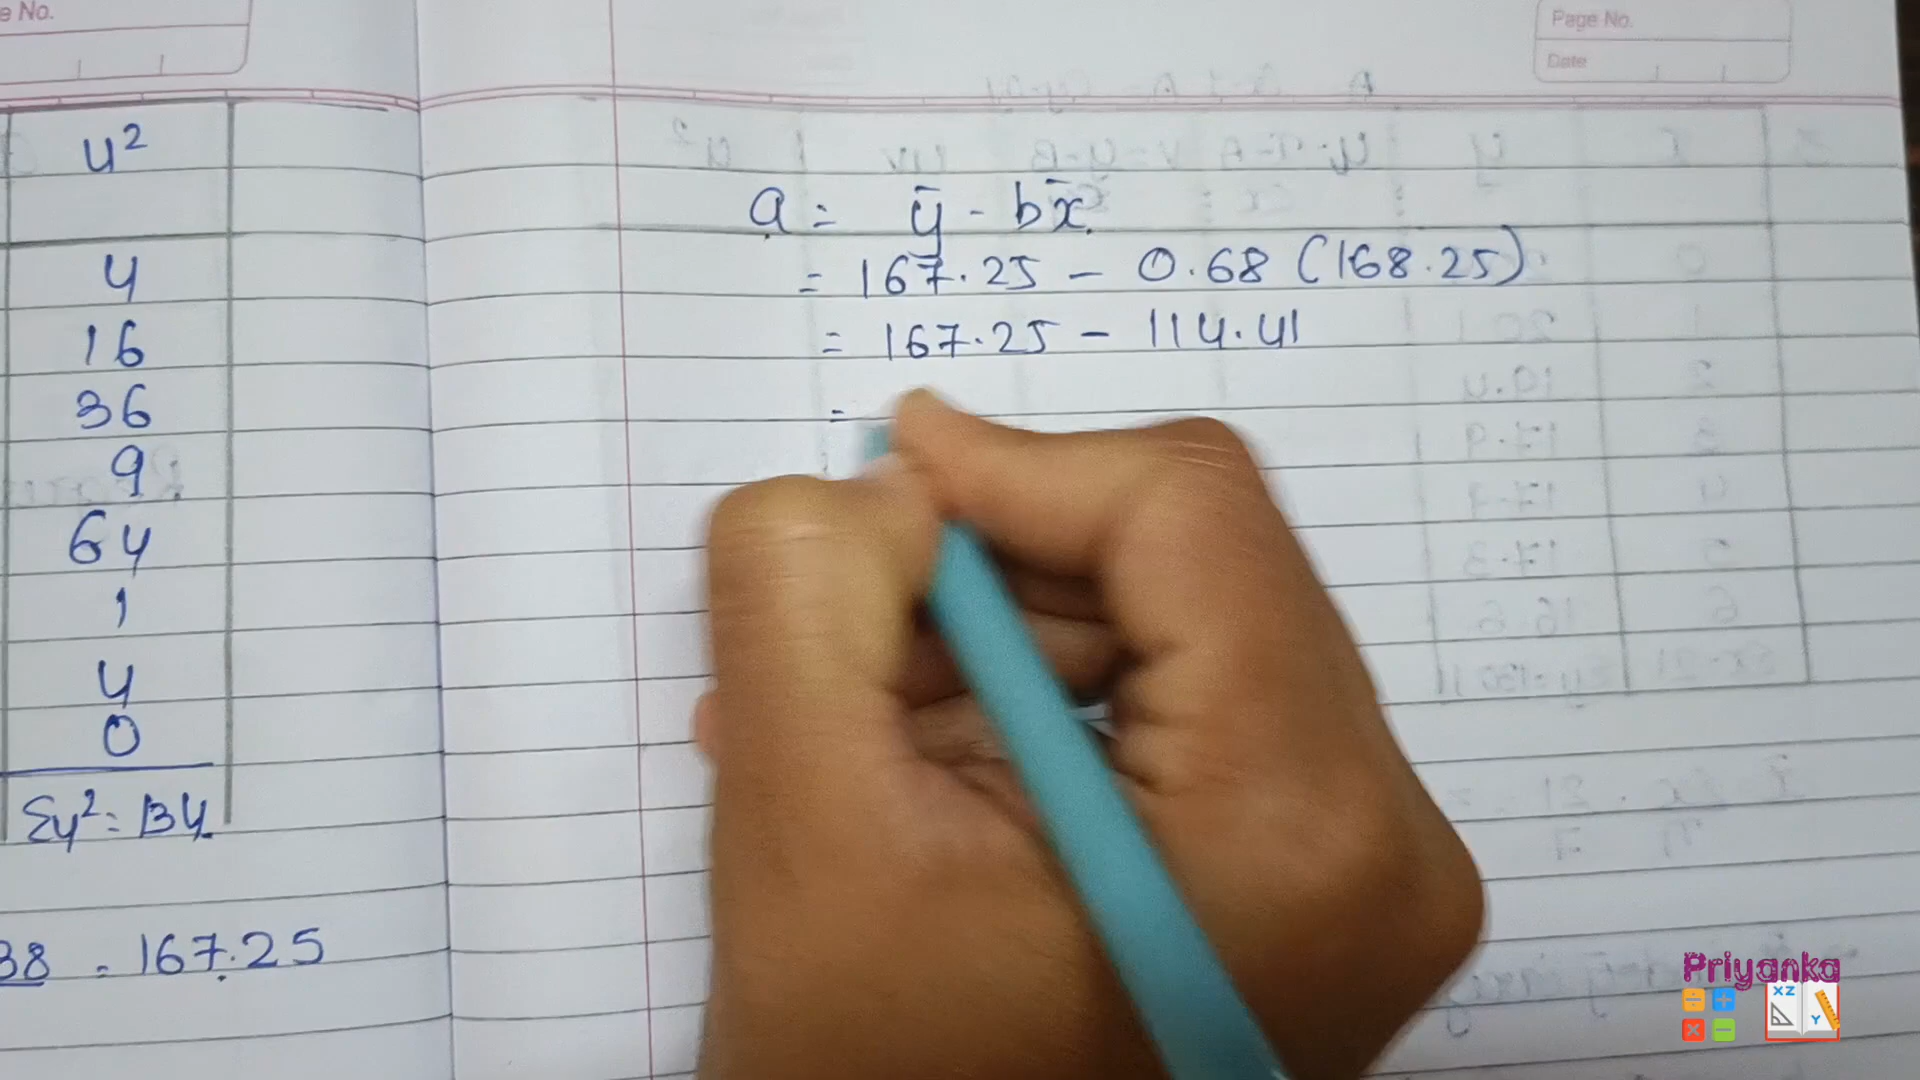 e No.
Page No.
Date
u²
4
16
36
9
64
1
4
0
Σu² = 134
38 = 167.25
a = ȳ - bx̄
= 167.25 - 0.68 (168.25)
= 167.25 - 114.41
=
Priyanka
XZ
Y